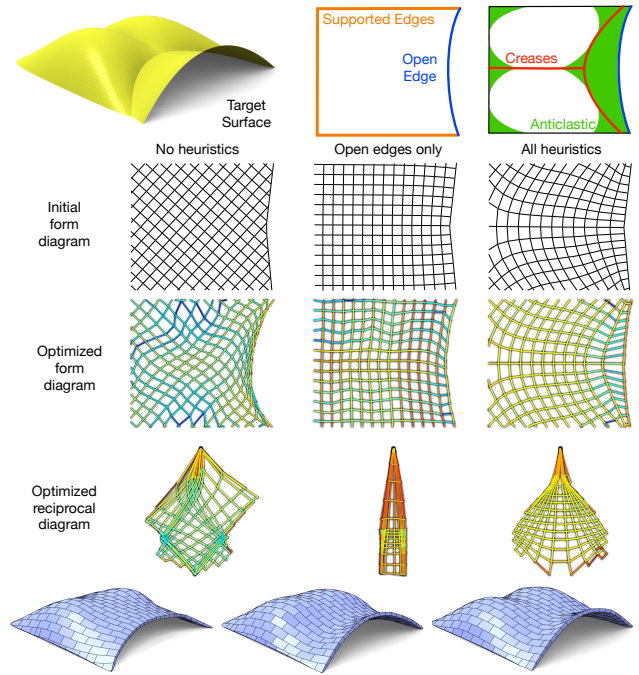 Target
Surface
Supported Edges
Open
Edge
Creases
Anticlastic
No heuristics
Open edges only
All heuristics
Initial
form
diagram
Optimized
form
diagram
Optimized
reciprocal
diagram